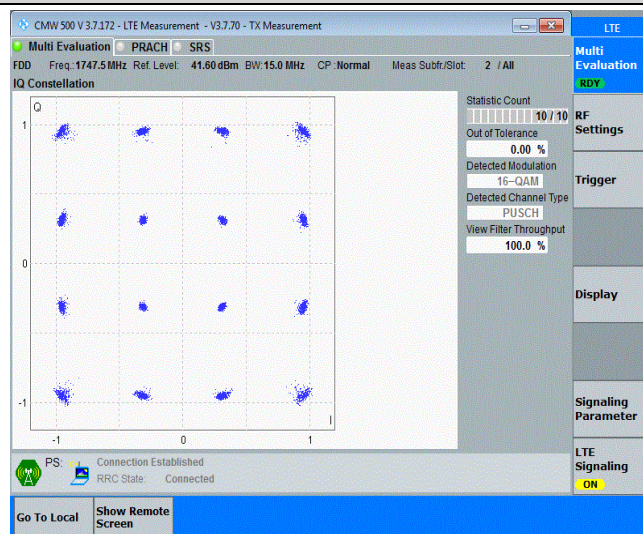 CMW 500 V 3.7.172 - LTE Measurement - V3.7.70 - TX Measurement
LTE
Multi Evaluation PRACH SRS
Multi
Evaluation
RDY
FDD Freq.:1747.5 MHz Ref. Level: 41.60 dBm BW:15.0 MHz CP :Normal Meas Subfr./Slot: 2 / All
IQ Constellation
Q
1
0
-1
-1 0 1
I
Statistic Count
10 / 10
Out of Tolerance
0.00 %
Detected Modulation
16–QAM
Detected Channel Type
PUSCH
View Filter Throughput
100.0 %
RF
Settings
Trigger
Display
Signaling
Parameter
LTE
Signaling
ON
PS: Connection Established
RRC State: Connected
Go To Local
Show Remote
Screen